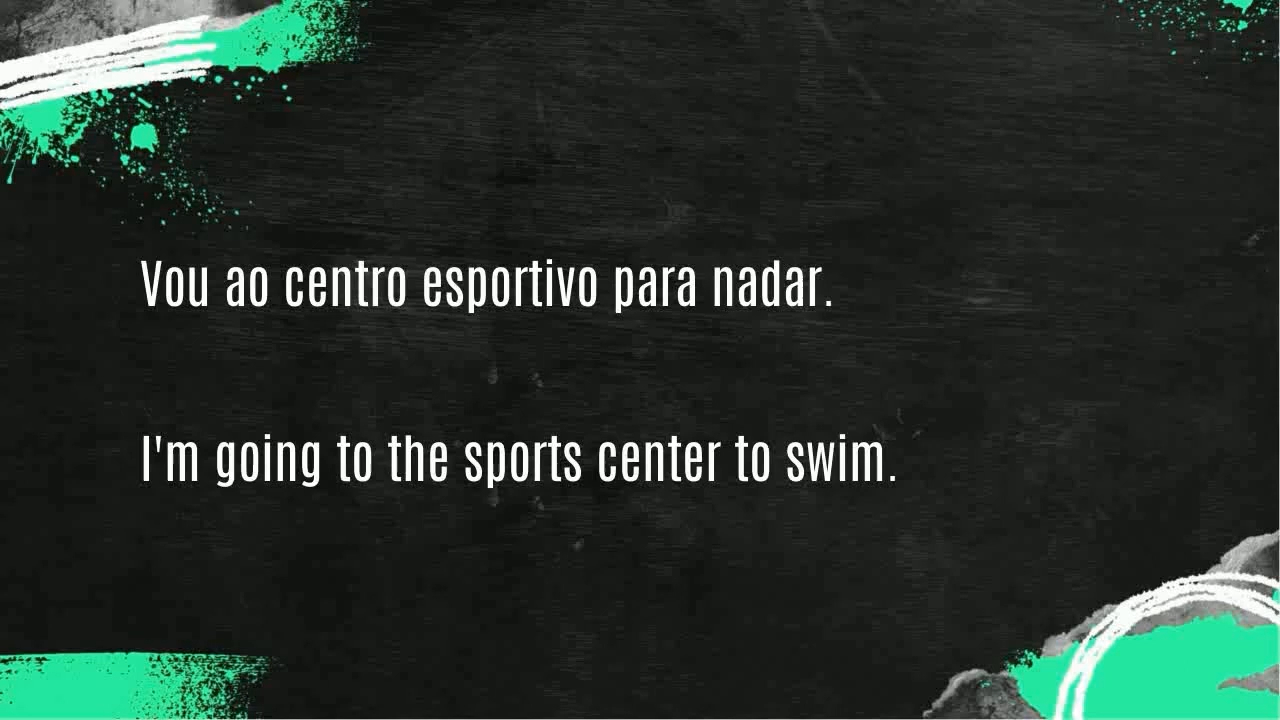 Vou ao centro esportivo para nadar.
I'm going to the sports center to swim.